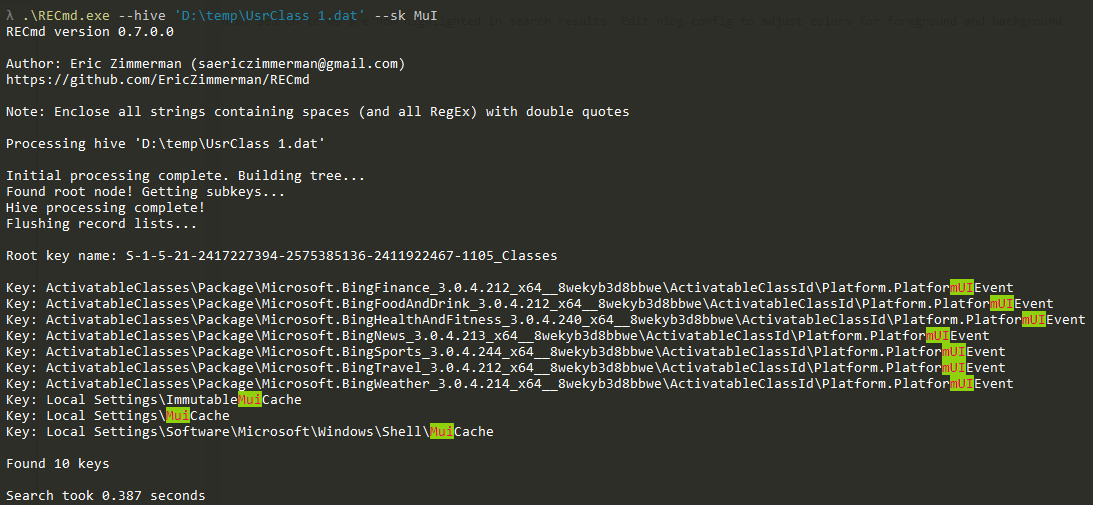 λ .\RECmd.exe --hive 'D:\temp\UsrClass 1.dat' --sk MuI
RECmd version 0.7.0.0
Author: Eric Zimmerman (saericzimmerman@gmail.com)
https://github.com/EricZimmerman/RECmd
Note: Enclose all strings containing spaces (and all RegEx) with double quotes
Processing hive 'D:\temp\UsrClass 1.dat'
Initial processing complete. Building tree...
Found root node! Getting subkeys...
Hive processing complete!
Flushing record lists...
Root key name: S-1-5-21-2417227394-2575385136-2411922467-1105_Classes
Key: ActivatableClasses\Package\Microsoft.BingFinance_3.0.4.212_x64__8wekyb3d8bbwe\ActivatableClassId\Platform.PlatformUIEvent
Key: ActivatableClasses\Package\Microsoft.BingFoodAndDrink_3.0.4.212_x64__8wekyb3d8bbwe\ActivatableClassId\Platform.PlatformUIEvent
Key: ActivatableClasses\Package\Microsoft.BingHealthAndFitness_3.0.4.240_x64__8wekyb3d8bbwe\ActivatableClassId\Platform.PlatformUIEvent
Key: ActivatableClasses\Package\Microsoft.BingNews_3.0.4.213_x64__8wekyb3d8bbwe\ActivatableClassId\Platform.PlatformUIEvent
Key: ActivatableClasses\Package\Microsoft.BingSports_3.0.4.244_x64__8wekyb3d8bbwe\ActivatableClassId\Platform.PlatformUIEvent
Key: ActivatableClasses\Package\Microsoft.BingTravel_3.0.4.212_x64__8wekyb3d8bbwe\ActivatableClassId\Platform.PlatformUIEvent
Key: ActivatableClasses\Package\Microsoft.BingWeather_3.0.4.214_x64__8wekyb3d8bbwe\ActivatableClassId\Platform.PlatformUIEvent
Key: Local Settings\ImmutableMuiCache
Key: Local Settings\MuiCache
Key: Local Settings\Software\Microsoft\Windows\Shell\MuiCache
Found 10 keys
Search took 0.387 seconds